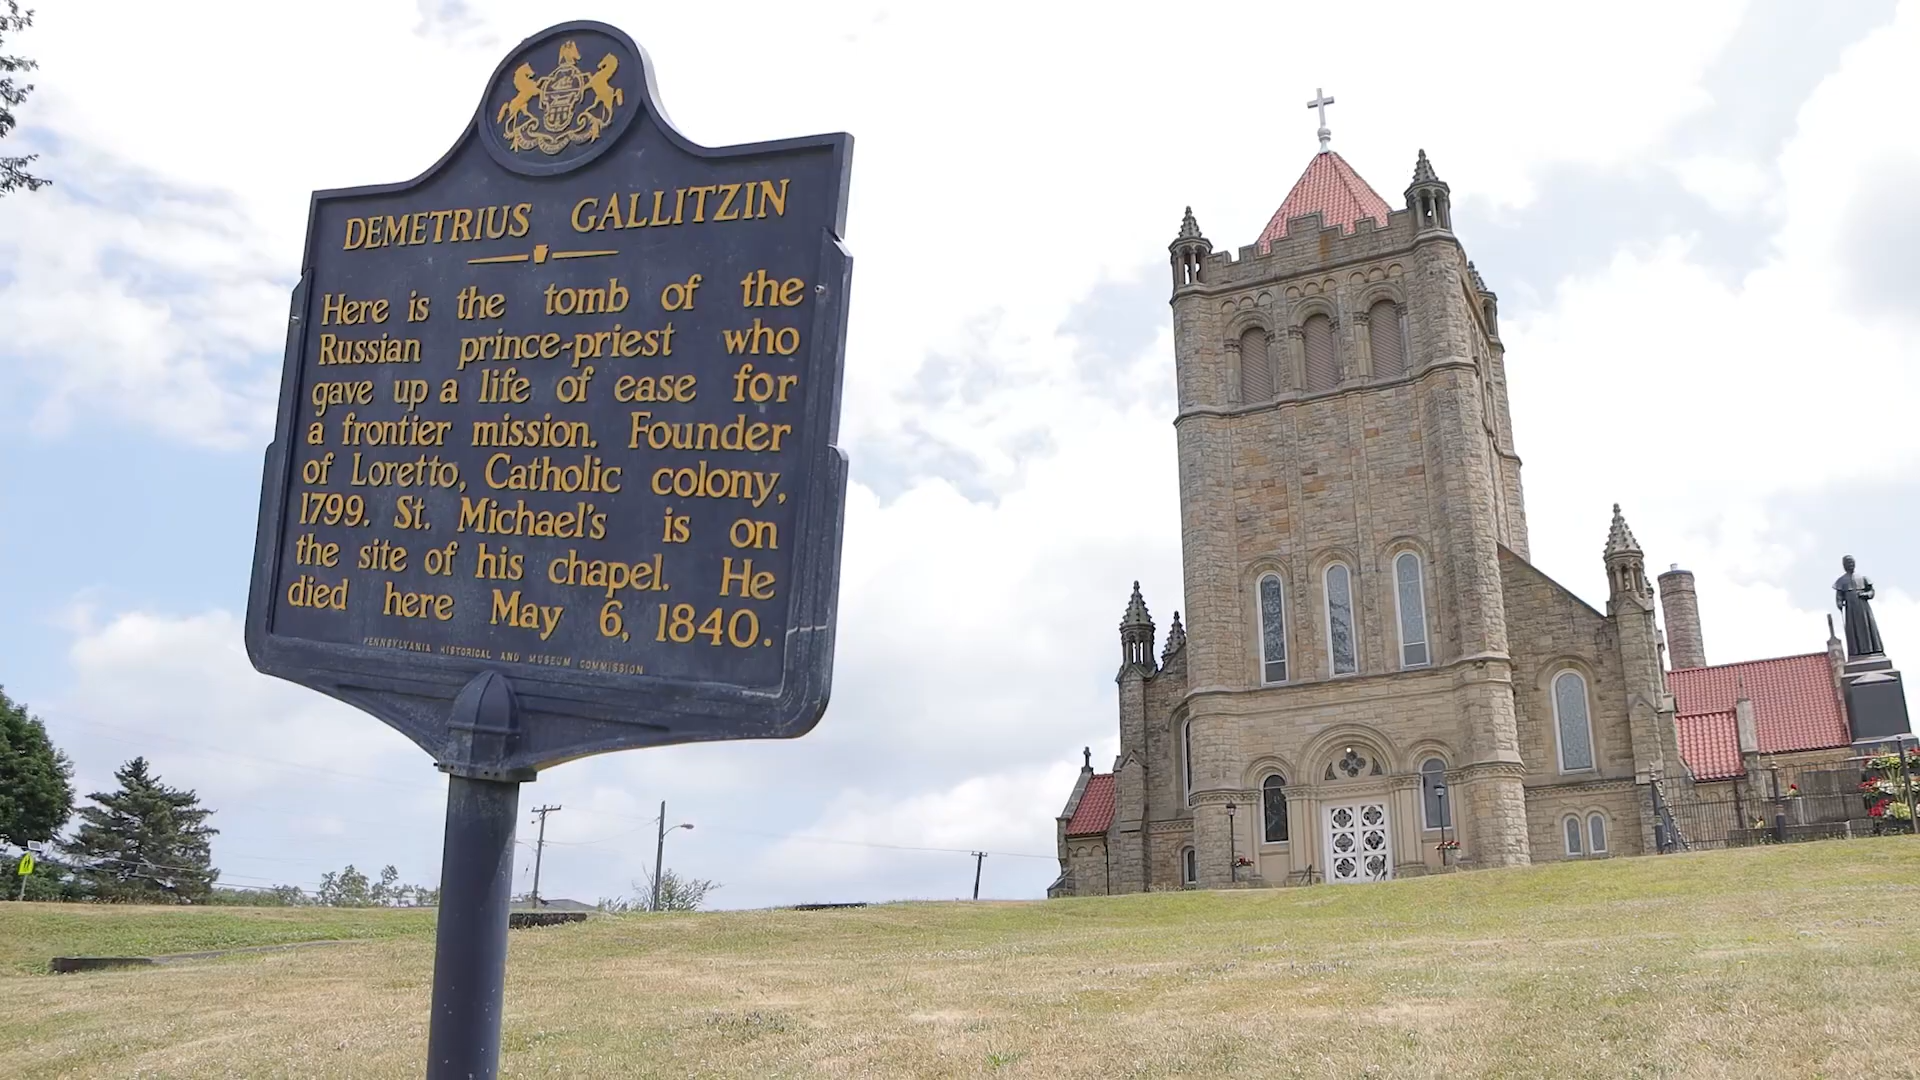 DEMETRIUS GALLITZIN
Here is the tomb of the
Russian prince-priest who
gave up a life of ease for
a frontier mission. Founder
of Loretto, Catholic colony,
1799. St. Michael's is on
the site of his chapel. He
died here May 6, 1840.
PENNSYLVANIA HISTORICAL AND MUSEUM COMMISSION